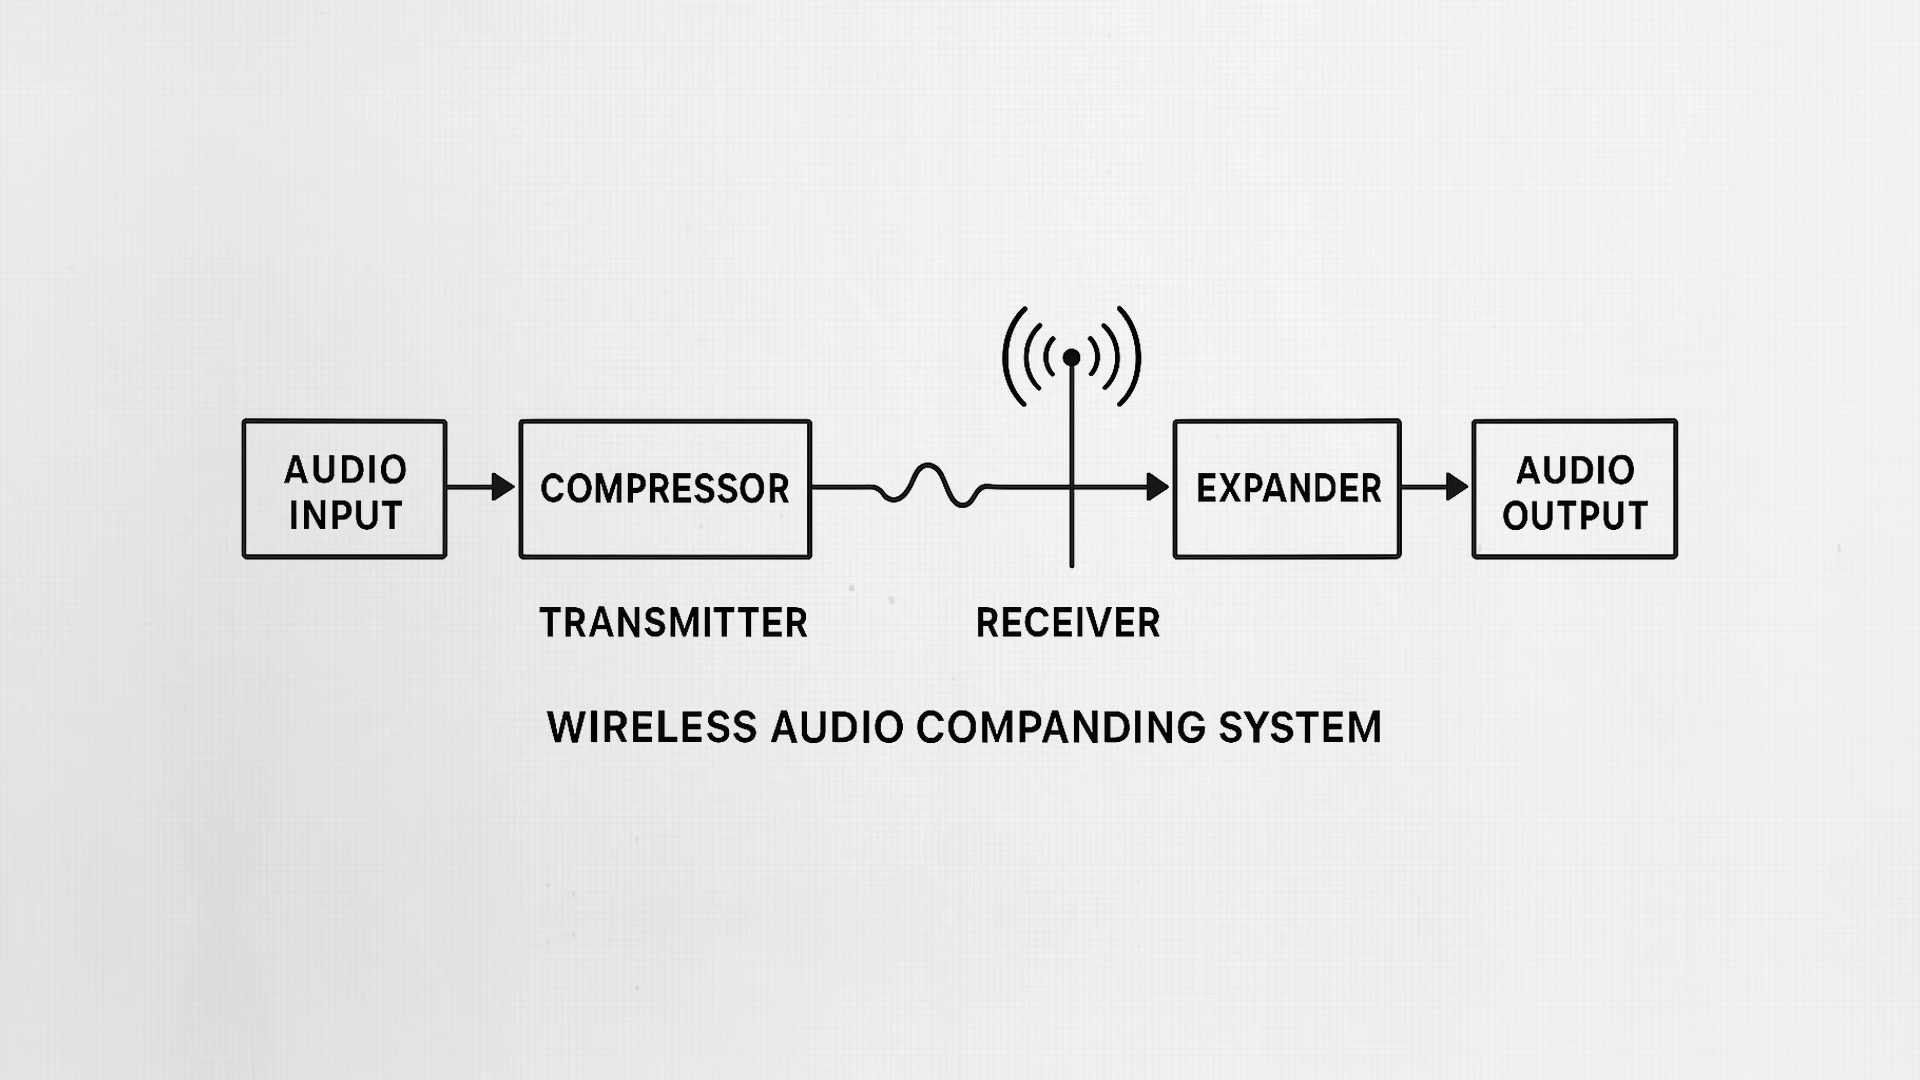 AUDIO
INPUT
COMPRESSOR
EXPANDER
AUDIO
OUTPUT
TRANSMITTER
RECEIVER
WIRELESS AUDIO COMPANDING SYSTEM